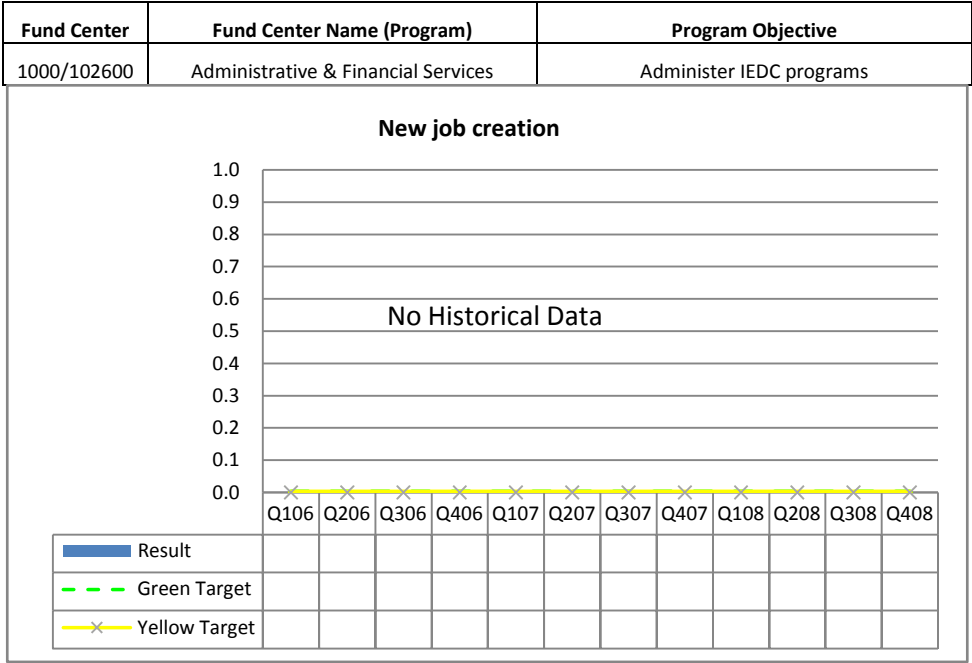 Fund Center Fund Center Name (Program) Program Objective
1000/102600 Administrative & Financial Services Administer IEDC programs
New job creation
1.0
0.9
0.8
0.7
0.6
No Historical Data
0.5
0.4
0.3
0.2
0.1
0.0
Q106 Q206 Q306 Q406 Q107 Q207 Q307 Q407 Q108 Q208 Q308 Q408
Result
Green Target
Yellow Target